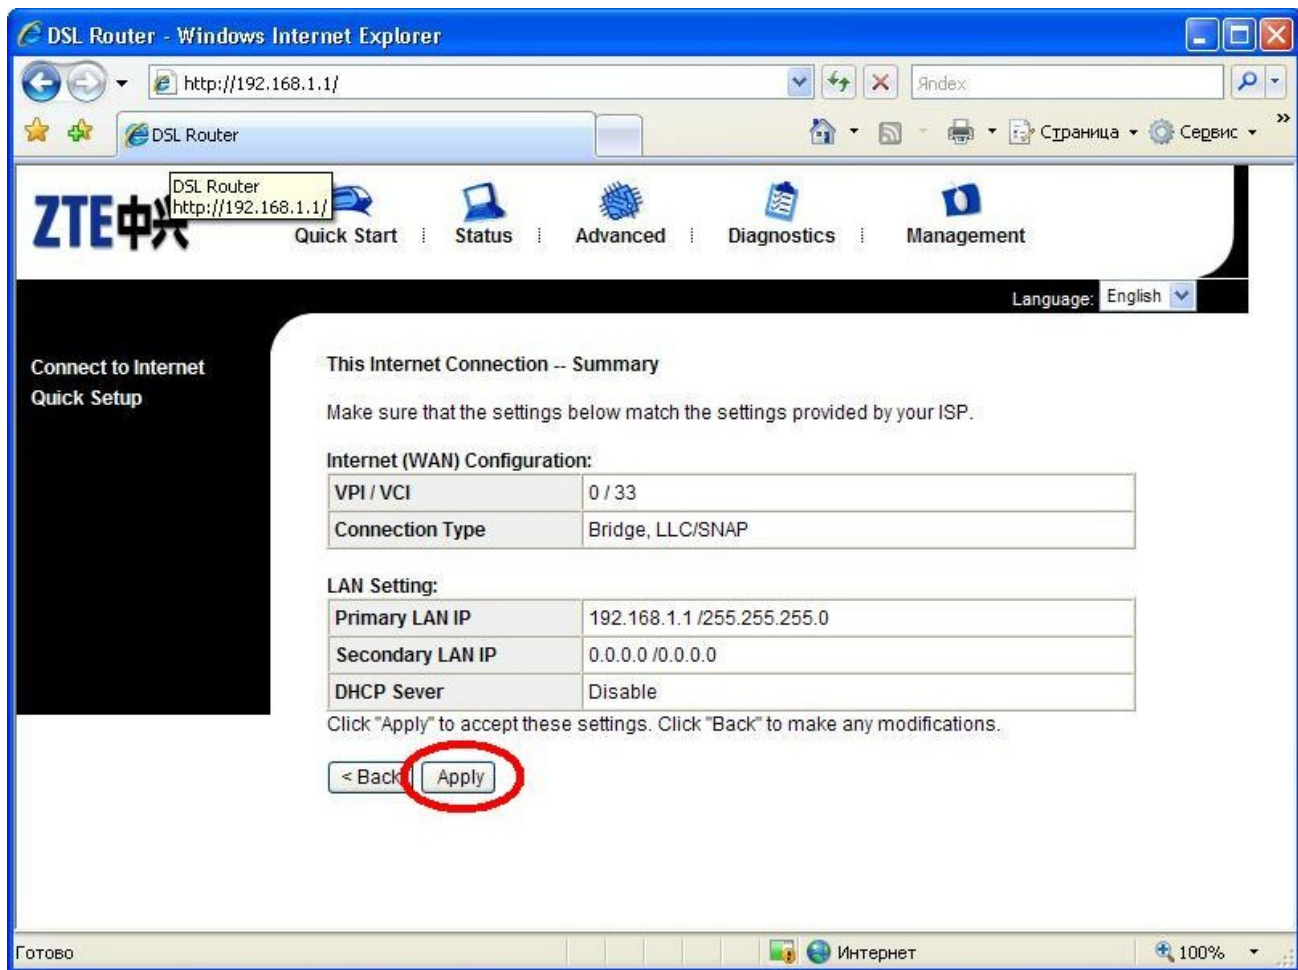 DSL Router - Windows Internet Explorer
http://192.168.1.1/
Яndex
DSL Router
Страница
Сервис
»
DSL Router
http://192.168.1.1/
ZTE中兴
Quick Start
Status
Advanced
Diagnostics
Management
Language: English
Connect to Internet
Quick Setup
This Internet Connection -- Summary
Make sure that the settings below match the settings provided by your ISP.
Internet (WAN) Configuration:
VPI / VCI 0 / 33
Connection Type Bridge, LLC/SNAP
LAN Setting:
Primary LAN IP 192.168.1.1 /255.255.255.0
Secondary LAN IP 0.0.0.0 /0.0.0.0
DHCP Sever Disable
Click "Apply" to accept these settings. Click "Back" to make any modifications.
< Back Apply
Готово Интернет 100%